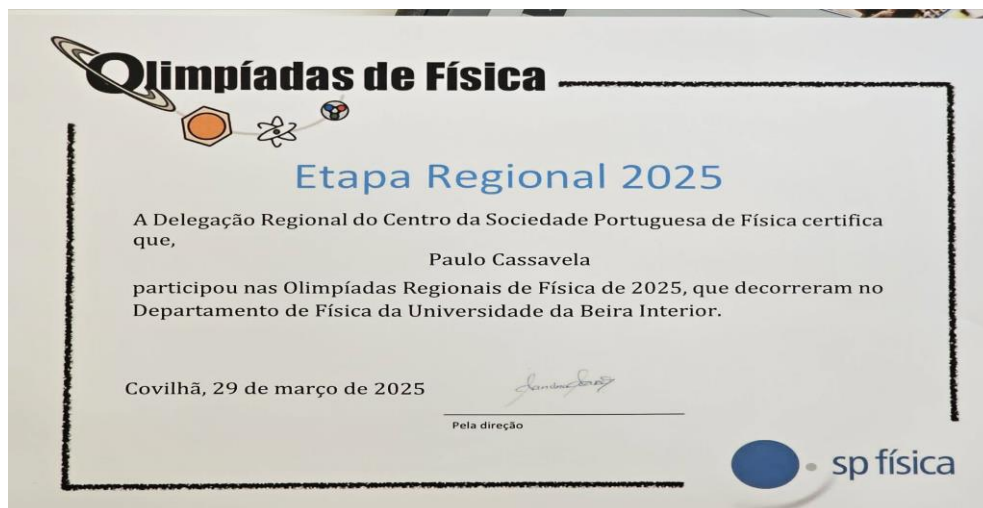 Olimpíadas de Física
Etapa Regional 2025
A Delegação Regional do Centro da Sociedade Portuguesa de Física certifica
que,
Paulo Cassavela
participou nas Olimpíadas Regionais de Física de 2025, que decorreram no
Departamento de Física da Universidade da Beira Interior.
Covilhã, 29 de março de 2025
Pela direção
sp física